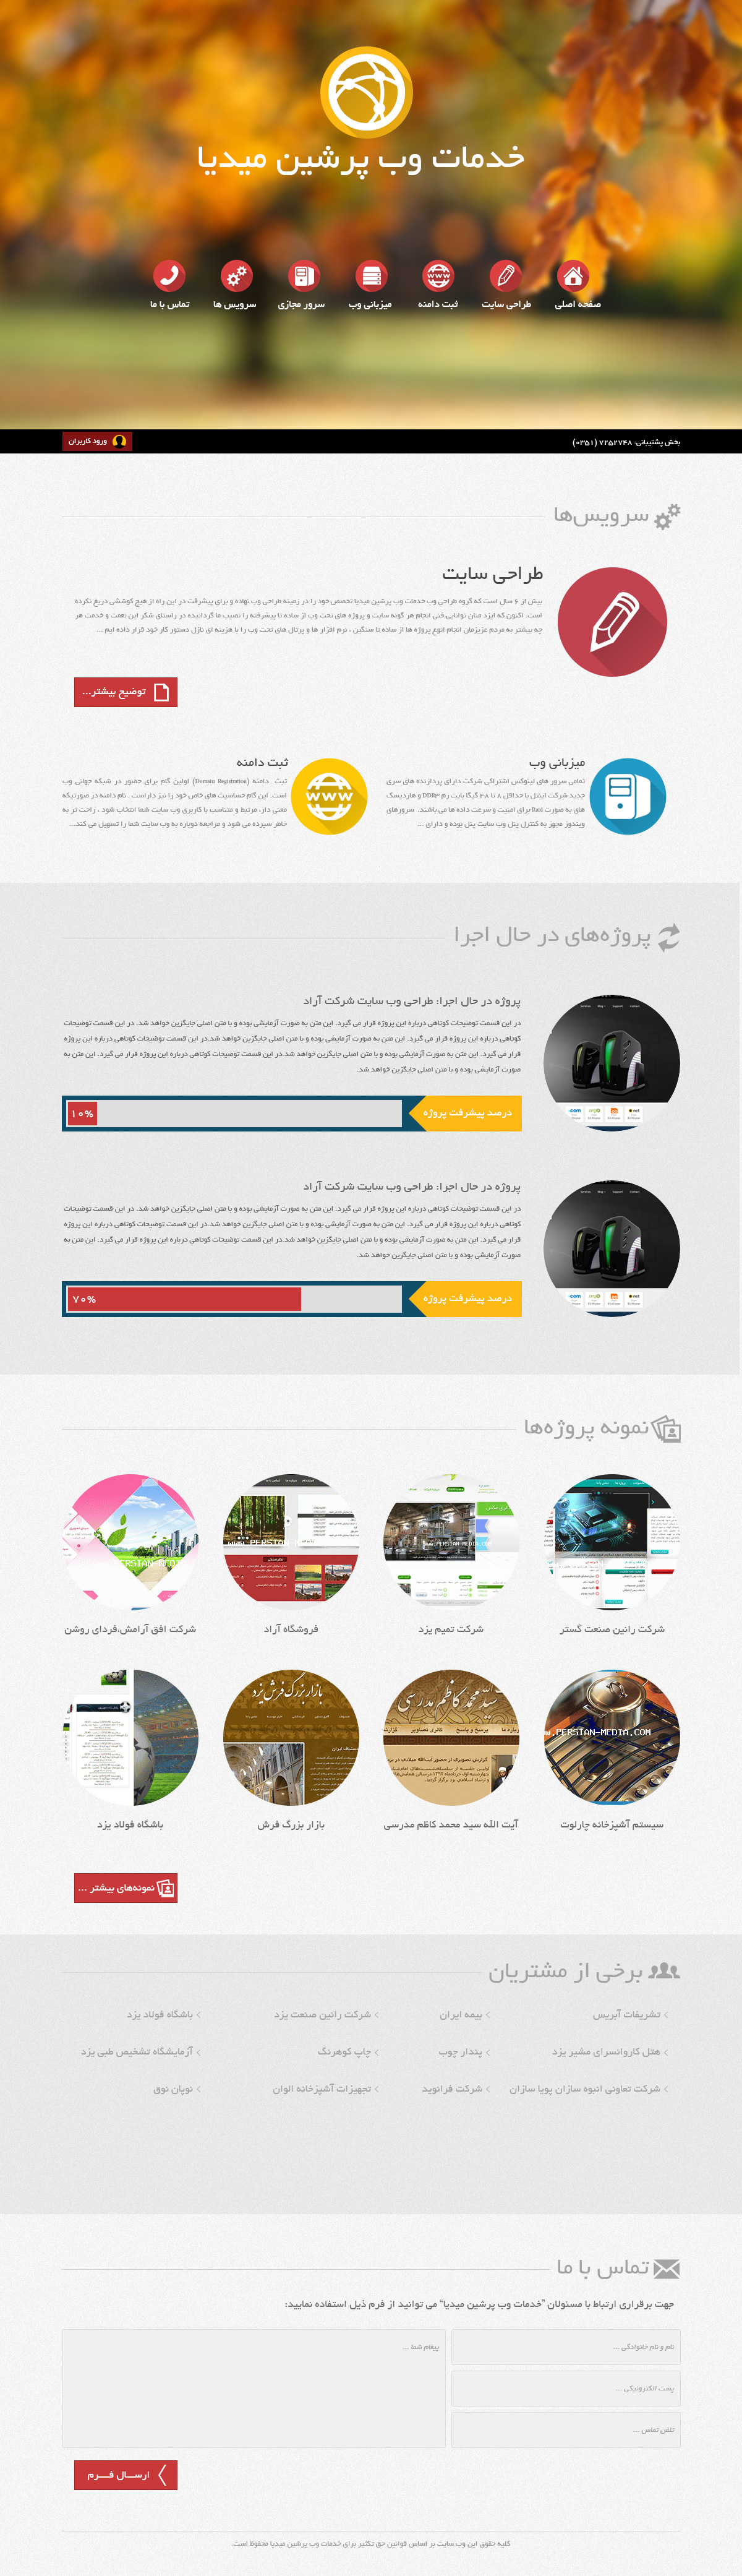 خدمات وب پرشین میدیا
صفحه اصلی
طراحی سایت
ثبت دامنه
میزبانی وب
سرور مجازی
سرویس ها
تماس با ما
بخش پشتیبانی: ۷۲۵۲۷۴۸ (۰۳۵۱)
ورود کاربران
سرویس‌ها
طراحی سایت
بیش از ۶ سال است که گروه طراحی وب خدمات وب پرشین میدیا تخصص خود را در زمینه طراحی وب نهاده و برای پیشرفت در این راه از هیچ کوششی دریغ نکرده
است. اکنون که ایزد منان توانایی فنی انجام هر گونه سایت و پروژه های تحت وب از ساده تا پیشرفته را نصیب ما گردانیده در راستای شکر این نعمت و خدمت هر
چه بیشتر به مردم عزیزمان انجام انوع پروژه ها از ساده تا سنگین ، نرم افزار ها و پرتال های تحت وب را با هزینه ای نازل دستور کار خود قرار داده ایم ...
توضیح بیشتر...
میزبانی وب
تمامی سرور های لینوکس اشتراکی شرکت دارای پردازنده های سری
جدید شرکت اینتل با حداقل ۸ تا ۴۸ گیگا بایت رم DDR۳ و هاردیسک
های به صورت Raid برای امنیت و سرعت داده ها می باشند. سرورهای
ویندوز مجهز به کنترل پنل وب سایت پنل بوده و دارای ...
ثبت دامنه
ثبت دامنه (Domain Registration) اولین گام برای حضور در شبکه جهانی وب
است. این گام حساسیت های خاص خود را نیز داراست . نام دامنه در صورتیکه
معنی دار، مرتبط و متناسب با کاربری وب سایت شما انتخاب شود ، راحت تر به
خاطر سپرده می شود و مراجعه دوباره به وب سایت شما را تسهیل می کند...
WWW
پروژه‌های در حال اجرا
پروژه در حال اجرا: طراحی وب سایت شرکت آراد
در این قسمت توضیحات کوتاهی درباره این پروژه قرار می گیرد. این متن به صورت آزمایشی بوده و با متن اصلی جایگزین خواهد شد. در این قسمت توضیحات
کوتاهی درباره این پروژه قرار می گیرد. این متن به صورت آزمایشی بوده و با متن اصلی جایگزین خواهد شد.در این قسمت توضیحات کوتاهی درباره این پروژه
قرار می گیرد. این متن به صورت آزمایشی بوده و با متن اصلی جایگزین خواهد شد.در این قسمت توضیحات کوتاهی درباره این پروژه قرار می گیرد. این متن به
صورت آزمایشی بوده و با متن اصلی جایگزین خواهد شد.
درصد پیشرفت پروژه
۱۰%
پروژه در حال اجرا: طراحی وب سایت شرکت آراد
در این قسمت توضیحات کوتاهی درباره این پروژه قرار می گیرد. این متن به صورت آزمایشی بوده و با متن اصلی جایگزین خواهد شد. در این قسمت توضیحات
کوتاهی درباره این پروژه قرار می گیرد. این متن به صورت آزمایشی بوده و با متن اصلی جایگزین خواهد شد.در این قسمت توضیحات کوتاهی درباره این پروژه
قرار می گیرد. این متن به صورت آزمایشی بوده و با متن اصلی جایگزین خواهد شد.در این قسمت توضیحات کوتاهی درباره این پروژه قرار می گیرد. این متن به
صورت آزمایشی بوده و با متن اصلی جایگزین خواهد شد.
درصد پیشرفت پروژه
۷۰%
نمونه پروژه‌ها
شرکت رانین صنعت گستر
شرکت تمیم یزد
فروشگاه آراد
شرکت افق آرامش،فردای روشن
بازار بزرگ فرش یزد
سید محمد کاظم مدرسی
.PERSIAN-MEDIA.COM
سیستم آشپزخانه چارلوت
آیت الله سید محمد کاظم مدرسی
بازار بزرگ فرش
باشگاه فولاد یزد
نمونه‌های بیشتر ...
برخی از مشتریان
تشریفات آبریس
بیمه ایران
شرکت رانین صنعت یزد
باشگاه فولاد یزد
هتل کاروانسرای مشیر یزد
پندار چوب
چاپ کوهرنگ
آزمایشگاه تشخیص طبی یزد
شرکت تعاونی انبوه سازان پویا سازان
شرکت فرانوید
تجهیزات آشپزخانه الوان
نوپان نوق
تماس با ما
جهت برقراری ارتباط با مسئولان "خدمات وب پرشین میدیا" می توانید از فرم ذیل استفاده نمایید:
نام و نام خانوادگی ...
پست الکترونیکی ...
تلفن تماس ...
پیغام شما ...
ارســال فــرم
کلیه حقوق این وب سایت بر اساس قوانین حق تکثیر برای خدمات وب پرشین میدیا محفوظ است.